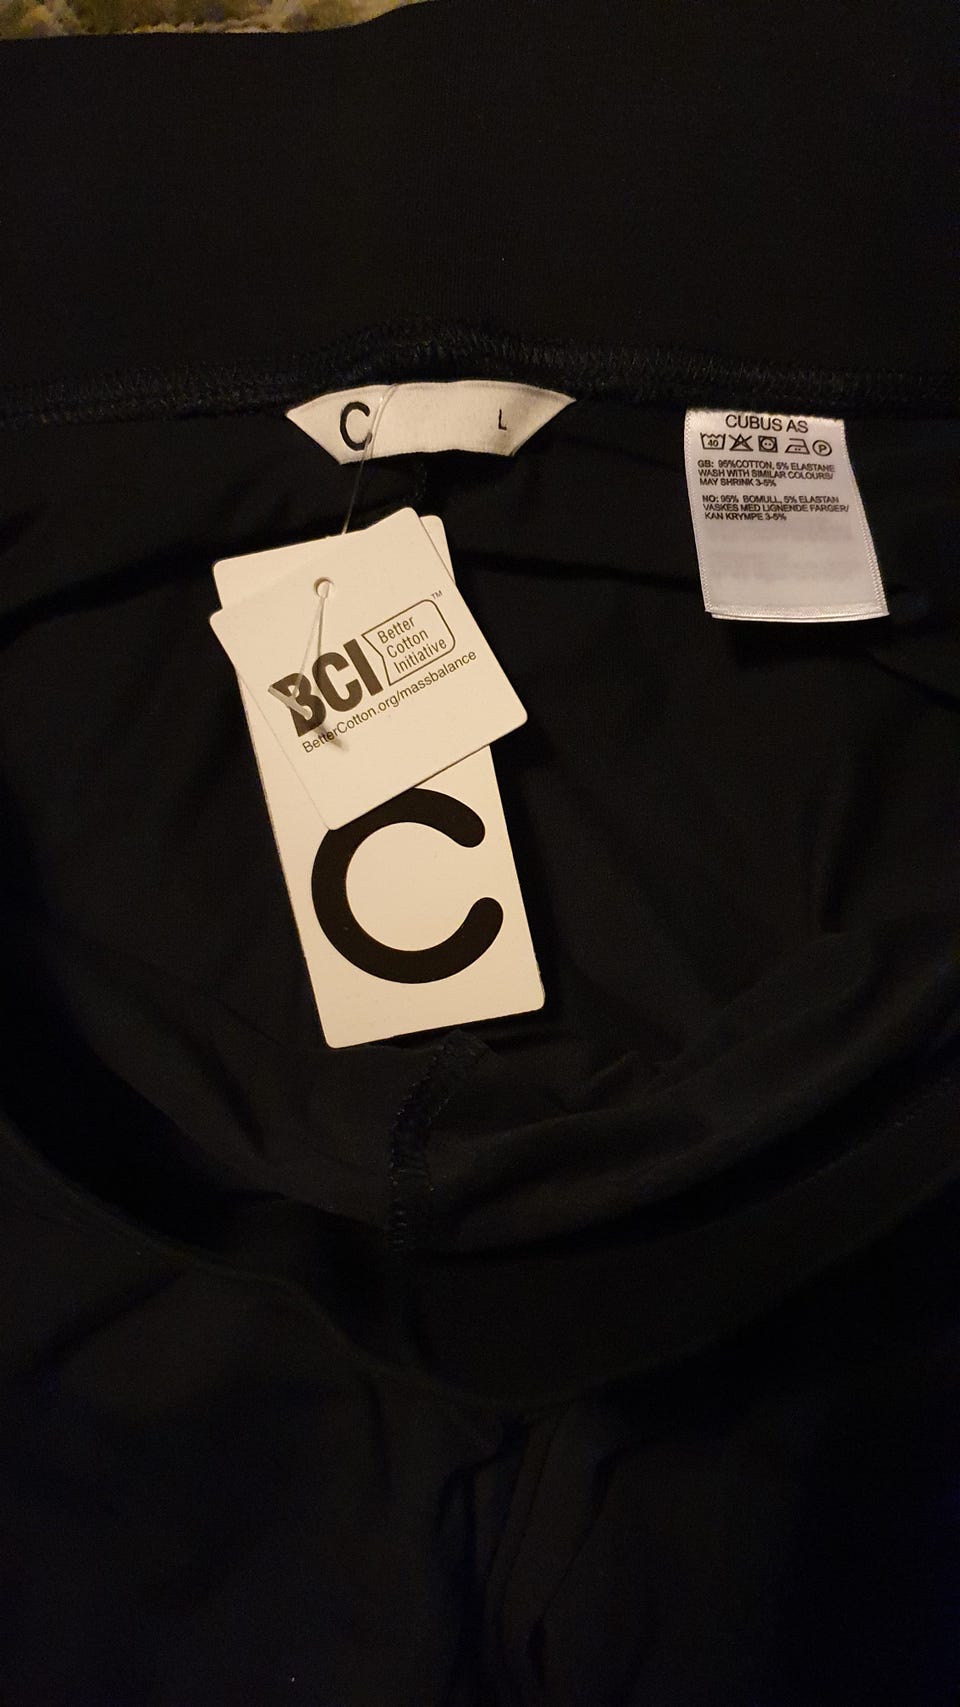 C L
CUBUS AS
40 P
GB: 95%COTTON, 5% ELASTANE
WASH WITH SIMILAR COLOURS/
MAY SHRINK 3-5%
NO: 95% BOMULL, 5% ELASTAN
VASKES MED LIGNENDE FARGER/
KAN KRYMPE 3-5%
BCI
Better
Cotton
Initiative
™
BetterCotton.org/massbalance
C